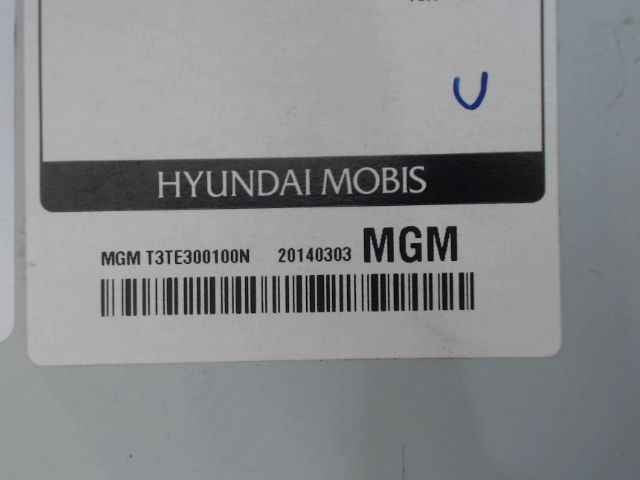 U
HYUNDAI MOBIS
MGM T3TE300100N 20140303 MGM